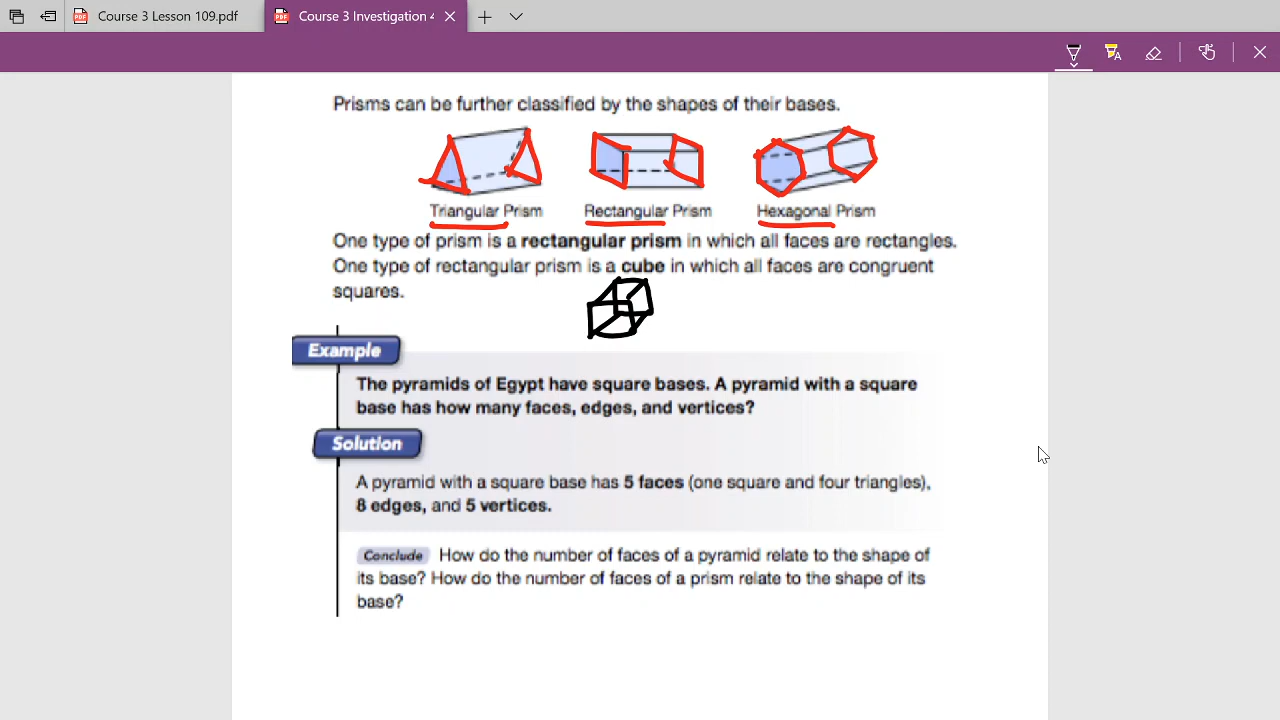 Course 3 Lesson 109.pdf
Course 3 Investigation 4
Prisms can be further classified by the shapes of their bases.
Triangular Prism
Rectangular Prism
Hexagonal Prism
One type of prism is a rectangular prism in which all faces are rectangles.
One type of rectangular prism is a cube in which all faces are congruent
squares.
Example
The pyramids of Egypt have square bases. A pyramid with a square
base has how many faces, edges, and vertices?
Solution
A pyramid with a square base has 5 faces (one square and four triangles),
8 edges, and 5 vertices.
Conclude How do the number of faces of a pyramid relate to the shape of
its base? How do the number of faces of a prism relate to the shape of its
base?